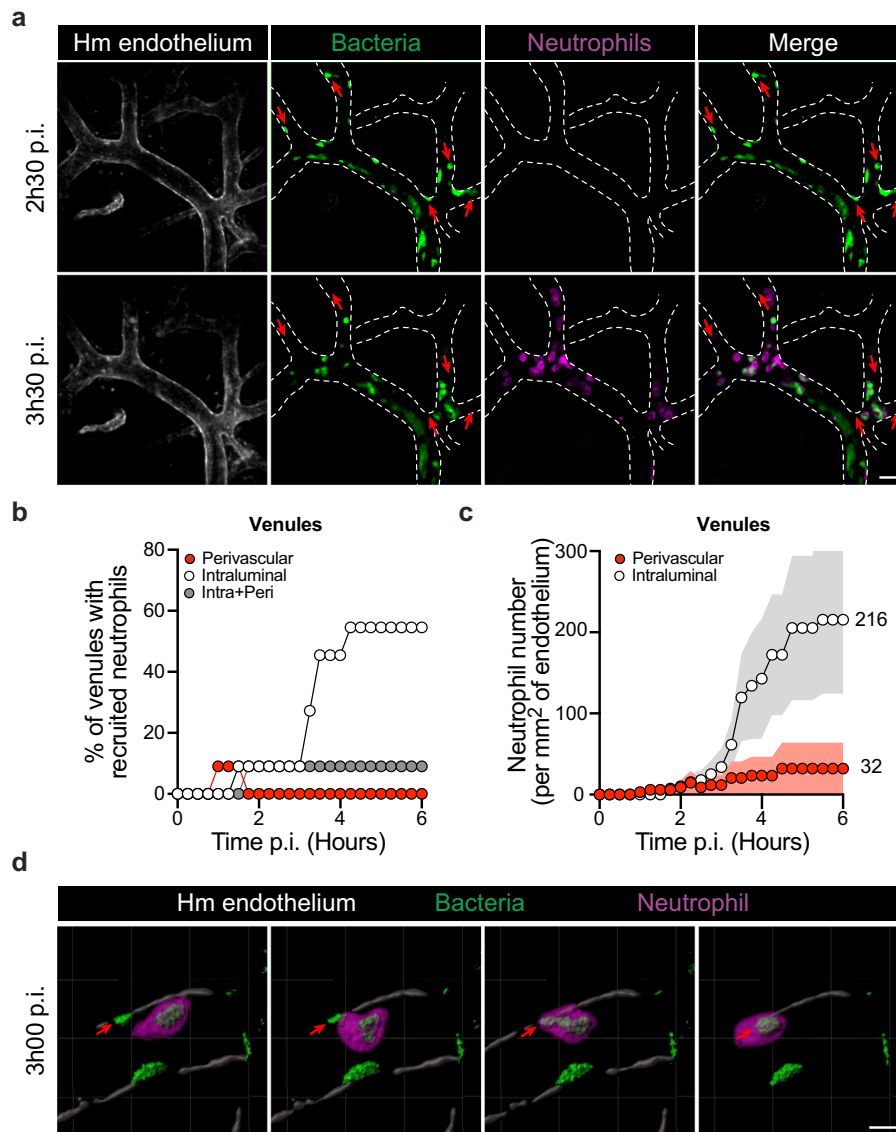 a
Hm endothelium Bacteria Neutrophils Merge
2h30 p.i.
3h30 p.i.
b
Venules
Perivascular
Intraluminal
Intra+Peri
% of venules with
recruited neutrophils
80
60
40
20
0
0 2 4 6
Time p.i. (Hours)
c
Venules
Perivascular
Intraluminal
Neutrophil number
(per mm² of endothelium)
300
200
100
0
216
32
0 2 4 6
Time p.i. (Hours)
d
Hm endothelium Bacteria Neutrophil
3h00 p.i.